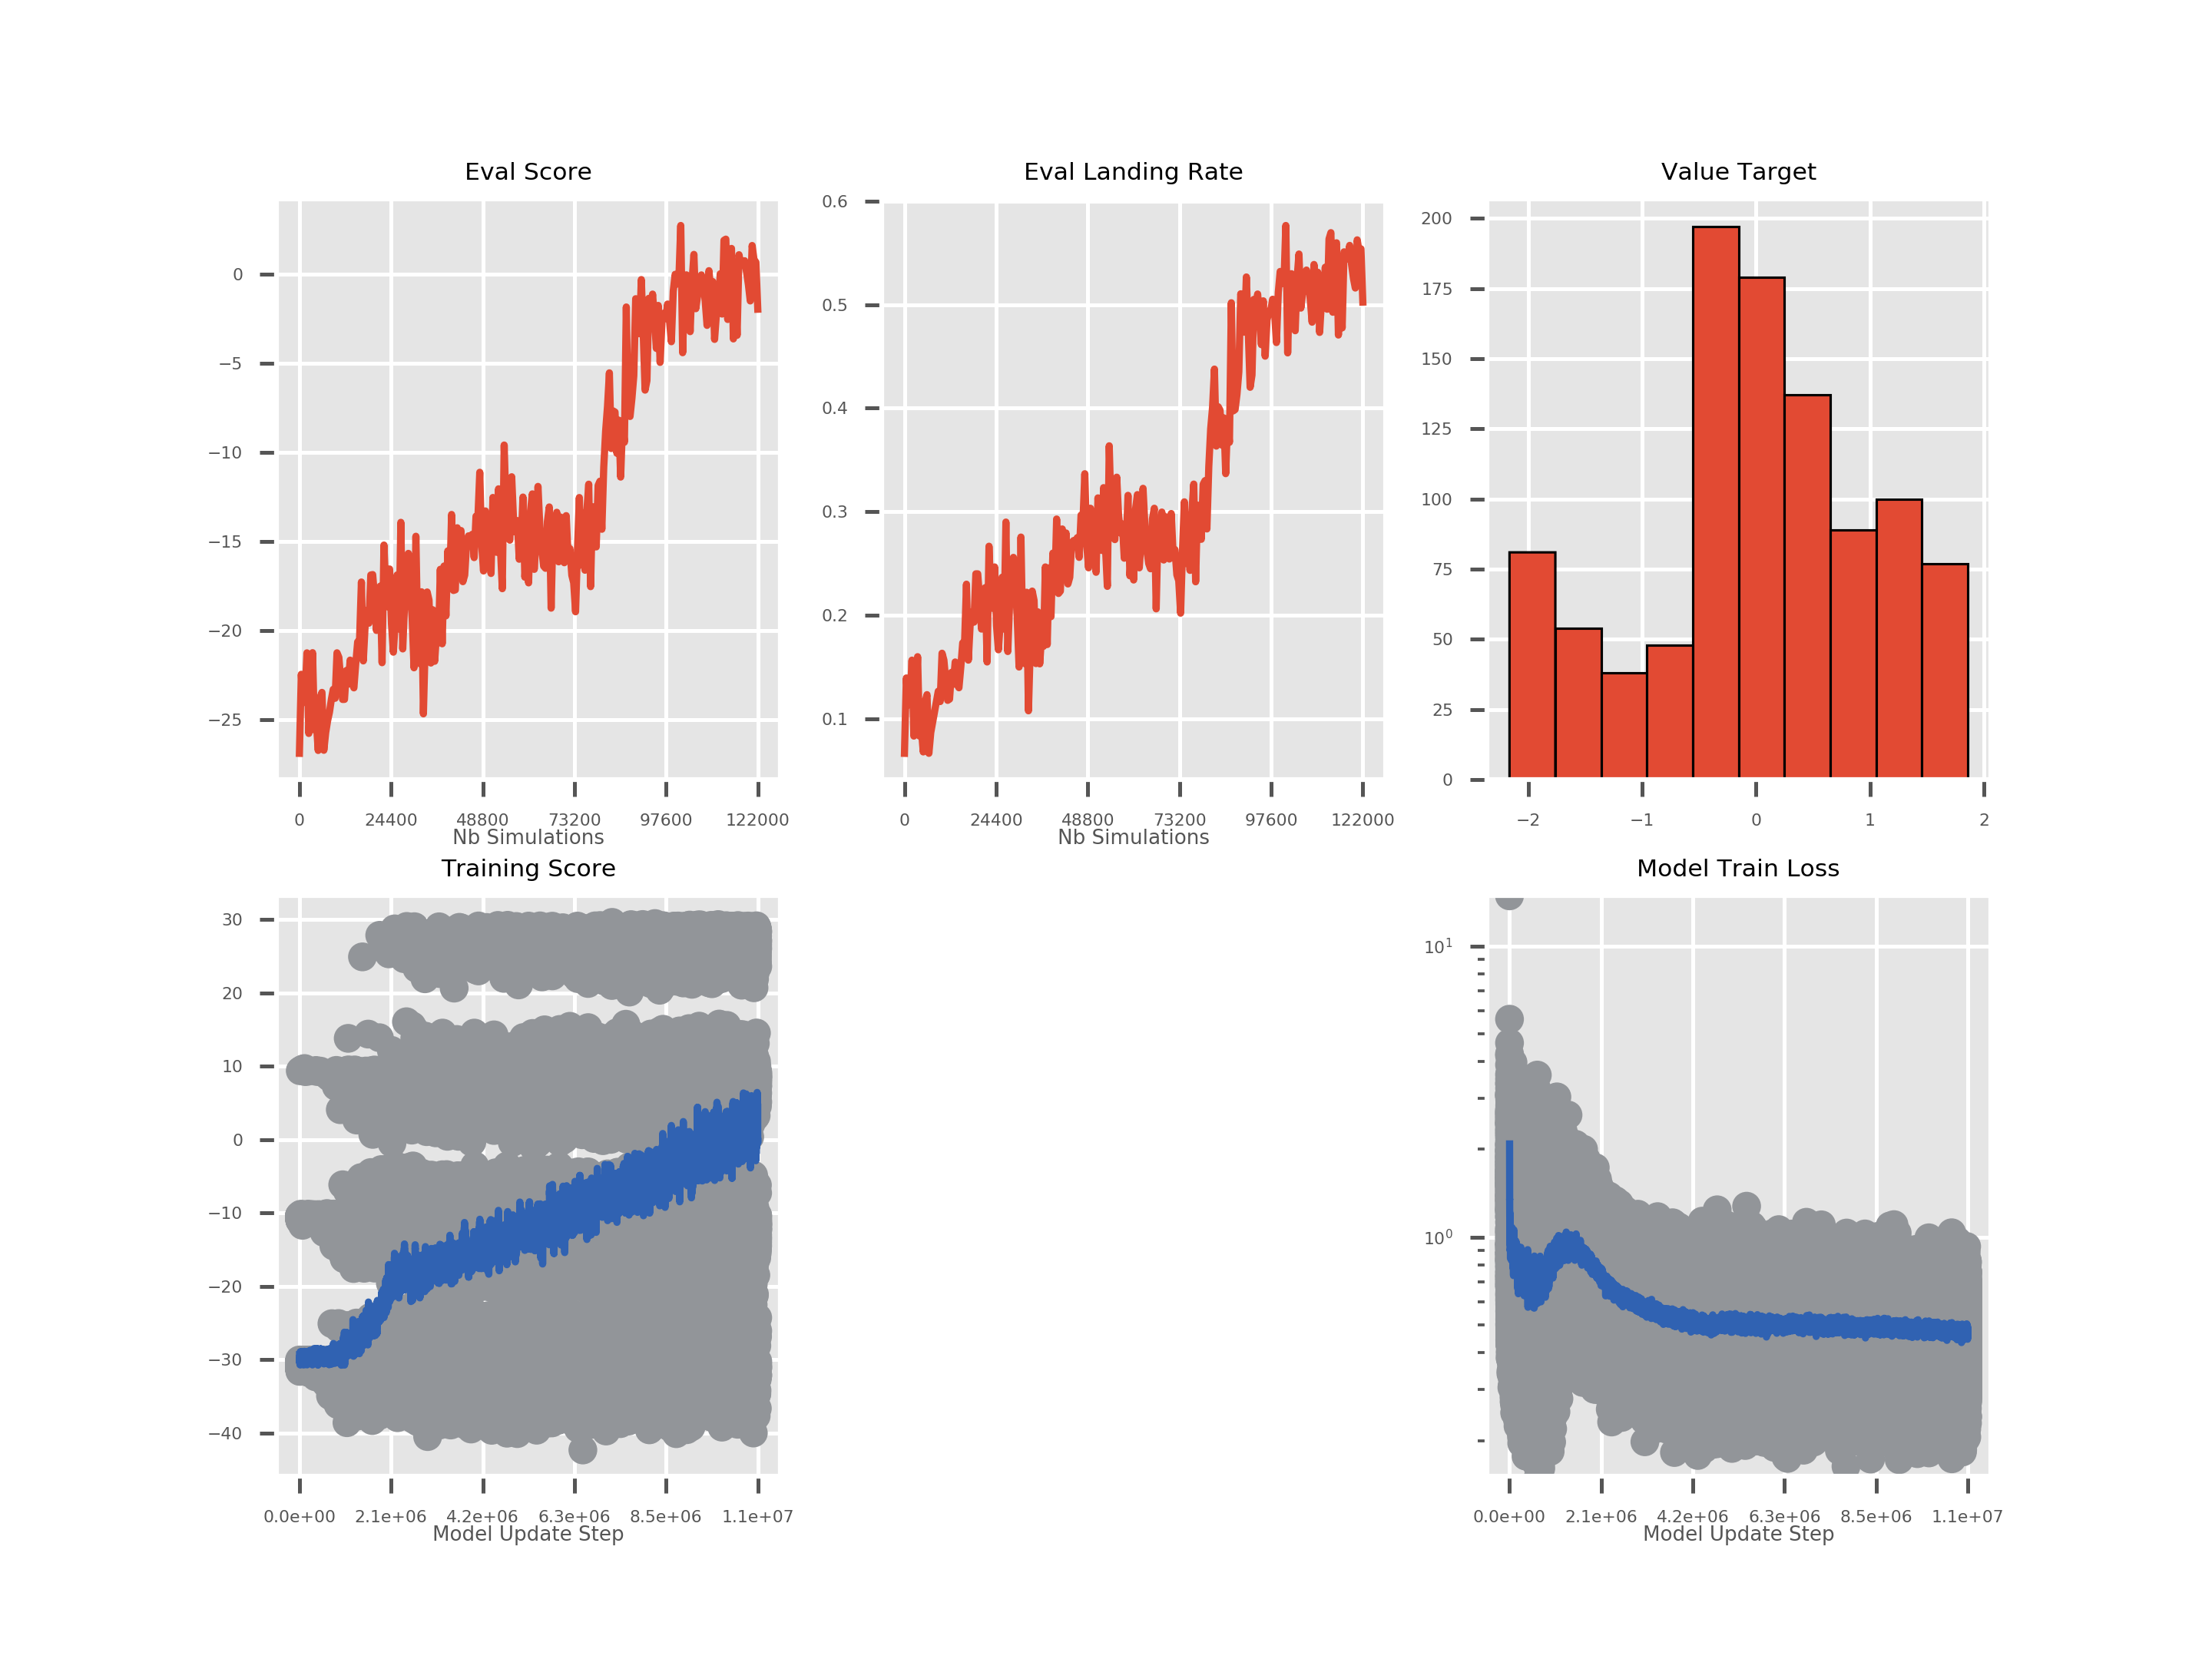 Eval Score
0
−5
−10
−15
−20
−25
0 24400 48800 73200 97600 122000
Nb Simulations
Eval Landing Rate
0.6
0.5
0.4
0.3
0.2
0.1
0 24400 48800 73200 97600 122000
Nb Simulations
Value Target
200
175
150
125
100
75
50
25
0
−2 −1 0 1 2
Training Score
30
20
10
0
−10
−20
−30
−40
0.0e+00 2.1e+06 4.2e+06 6.3e+06 8.5e+06 1.1e+07
Model Update Step
Model Train Loss
10¹
10⁰
0.0e+00 2.1e+06 4.2e+06 6.3e+06 8.5e+06 1.1e+07
Model Update Step